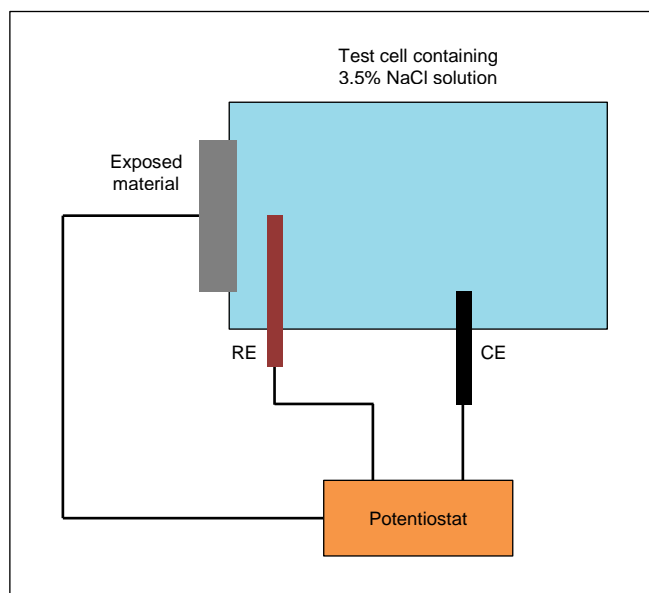 Test cell containing
3.5% NaCl solution
Exposed
material
RE
CE
Potentiostat